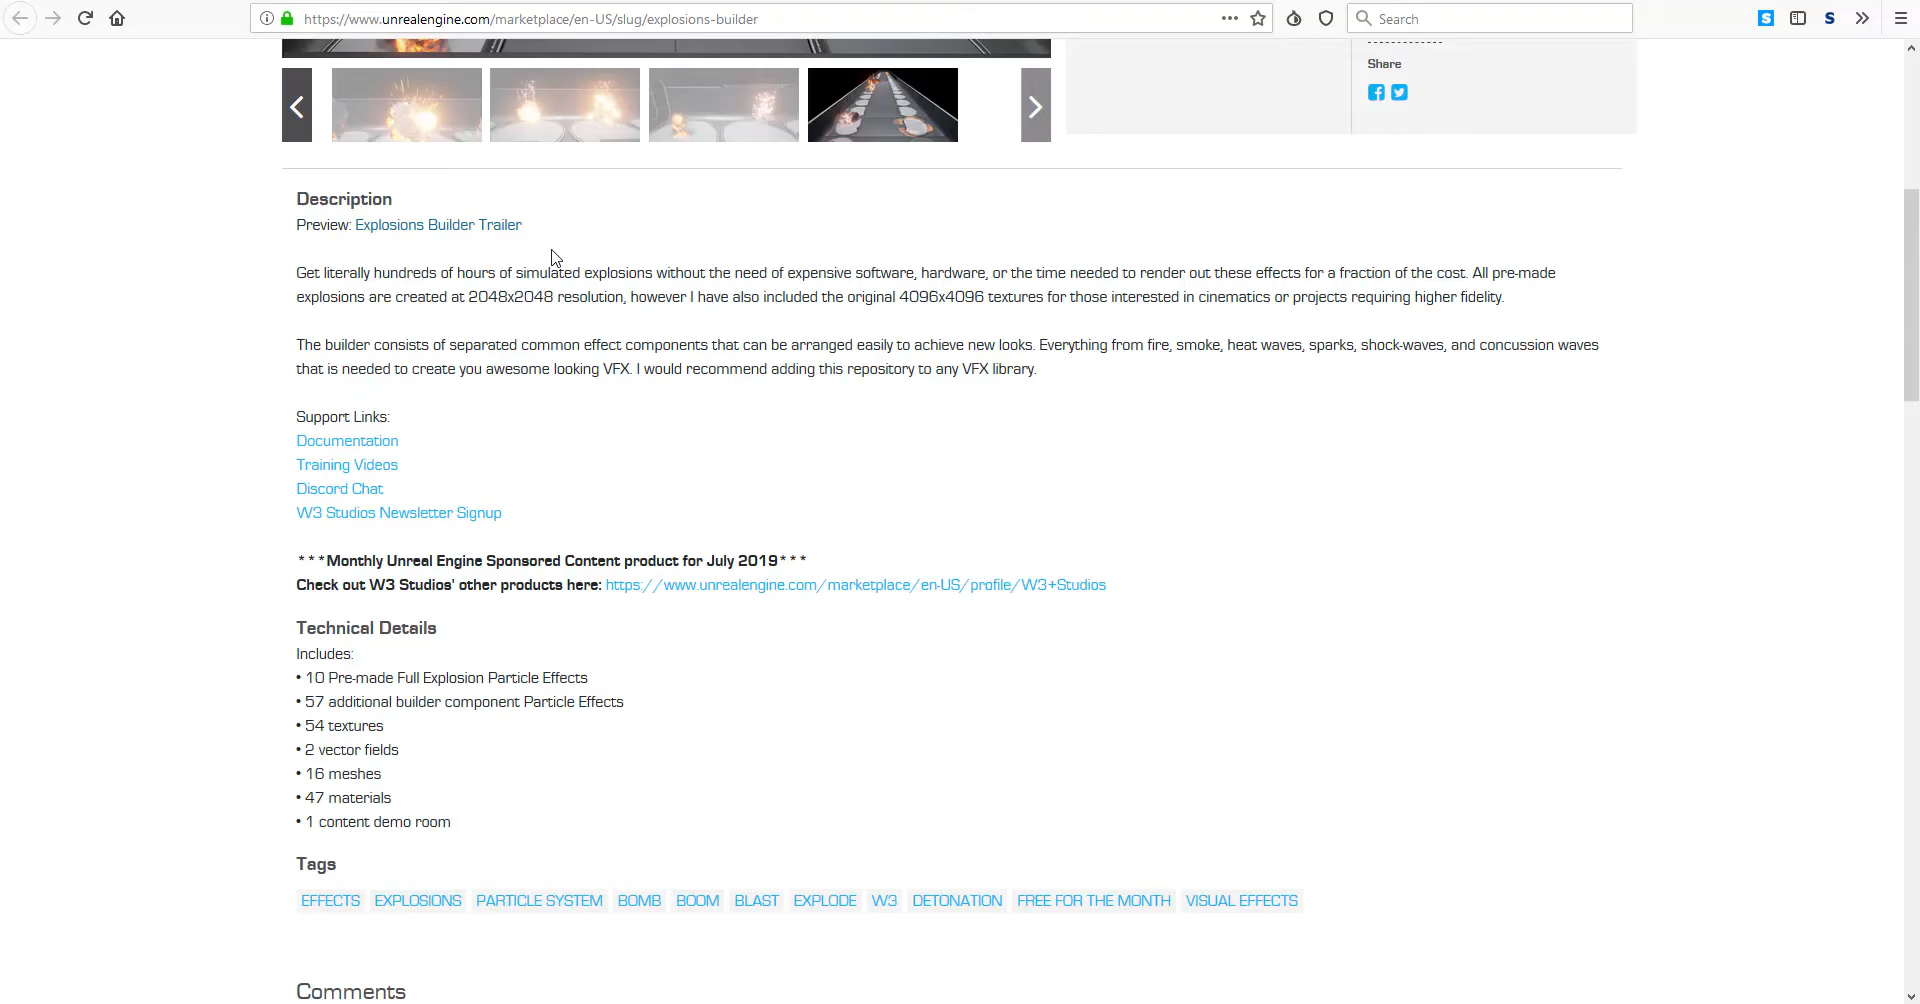 https://www.unrealengine.com/marketplace/en-US/slug/explosions-builder
Search
Share
Description
Preview: Explosions Builder Trailer
Get literally hundreds of hours of simulated explosions without the need of expensive software, hardware, or the time needed to render out these effects for a fraction of the cost. All pre-made
explosions are created at 2048x2048 resolution, however I have also included the original 4096x4096 textures for those interested in cinematics or projects requiring higher fidelity.
The builder consists of separated common effect components that can be arranged easily to achieve new looks. Everything from fire, smoke, heat waves, sparks, shock-waves, and concussion waves
that is needed to create you awesome looking VFX. I would recommend adding this repository to any VFX library.
Support Links:
Documentation
Training Videos
Discord Chat
W3 Studios Newsletter Signup
***Monthly Unreal Engine Sponsored Content product for July 2019***
Check out W3 Studios' other products here: https://www.unrealengine.com/marketplace/en-US/profile/W3+Studios
Technical Details
Includes:
• 10 Pre-made Full Explosion Particle Effects
• 57 additional builder component Particle Effects
• 54 textures
• 2 vector fields
• 16 meshes
• 47 materials
• 1 content demo room
Tags
EFFECTS EXPLOSIONS PARTICLE SYSTEM BOMB BOOM BLAST EXPLODE W3 DETONATION FREE FOR THE MONTH VISUAL EFFECTS
Comments